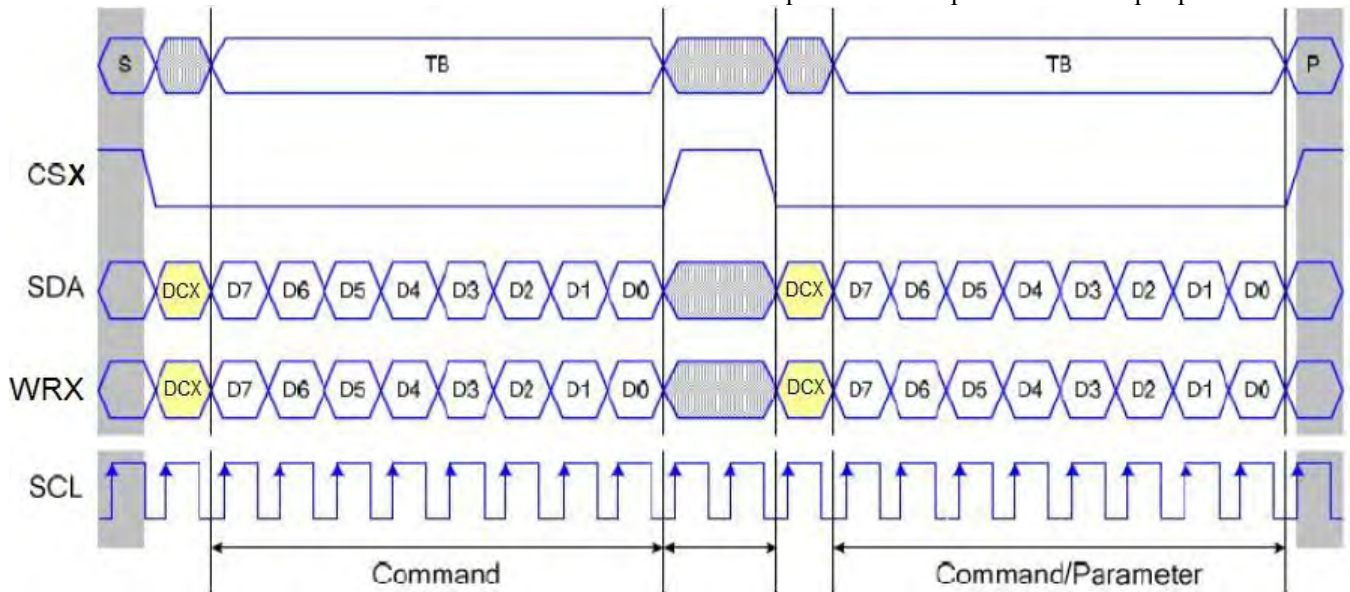 S TB TB P
CSX
SDA DCX D7 D6 D5 D4 D3 D2 D1 D0 DCX D7 D6 D5 D4 D3 D2 D1 D0
WRX DCX D7 D6 D5 D4 D3 D2 D1 D0 DCX D7 D6 D5 D4 D3 D2 D1 D0
SCL
Command Command/Parameter